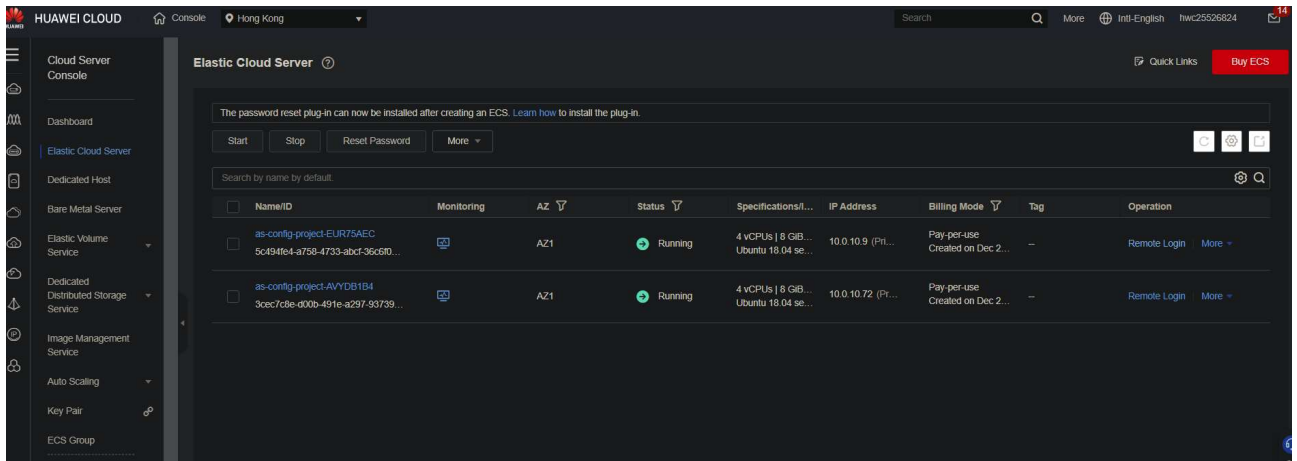 HUAWEI
HUAWEI CLOUD
Console
Hong Kong
Search
More
Intl-English
hwc25526824
14
Cloud Server
Console
Dashboard
Elastic Cloud Server
Dedicated Host
Bare Metal Server
Elastic Volume
Service
Dedicated
Distributed Storage
Service
Image Management
Service
Auto Scaling
Key Pair
ECS Group
Elastic Cloud Server
Quick Links
Buy ECS
The password reset plug-in can now be installed after creating an ECS. Learn how to install the plug-in.
Start Stop Reset Password More
Search by name by default.
Name/ID Monitoring AZ Status Specifications/I... IP Address Billing Mode Tag Operation
as-config-project-EUR75AEC
5c494fe4-a758-4733-abcf-36c6f0...
AZ1
Running
4 vCPUs | 8 GiB...
Ubuntu 18.04 se...
10.0.10.9 (Pri...
Pay-per-use
Created on Dec 2...
--
Remote Login More
as-config-project-AVYDB1B4
3cec7c8e-d00b-491e-a297-93739...
AZ1
Running
4 vCPUs | 8 GiB...
Ubuntu 18.04 se...
10.0.10.72 (Pr...
Pay-per-use
Created on Dec 2...
--
Remote Login More